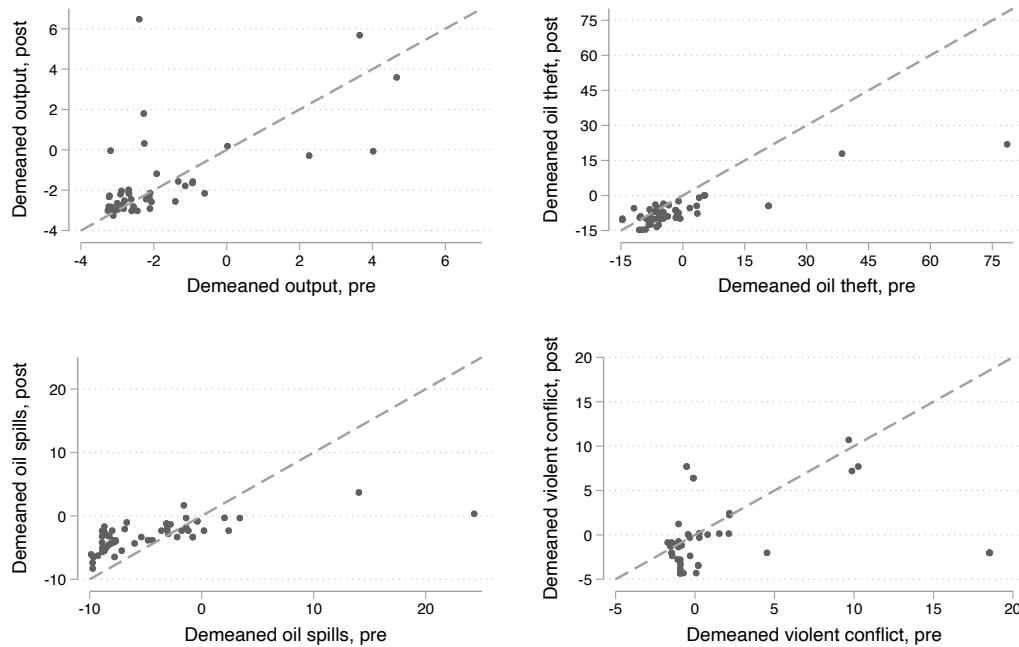 Demeaned output, post
6
4
2
0
-2
-4
-4 -2 0 2 4 6
Demeaned output, pre
Demeaned oil theft, post
75
60
45
30
15
0
-15
-15 0 15 30 45 60 75
Demeaned oil theft, pre
Demeaned oil spills, post
20
10
0
-10
-10 0 10 20
Demeaned oil spills, pre
Demeaned violent conflict, post
20
15
10
5
0
-5
-5 0 5 10 15 20
Demeaned violent conflict, pre